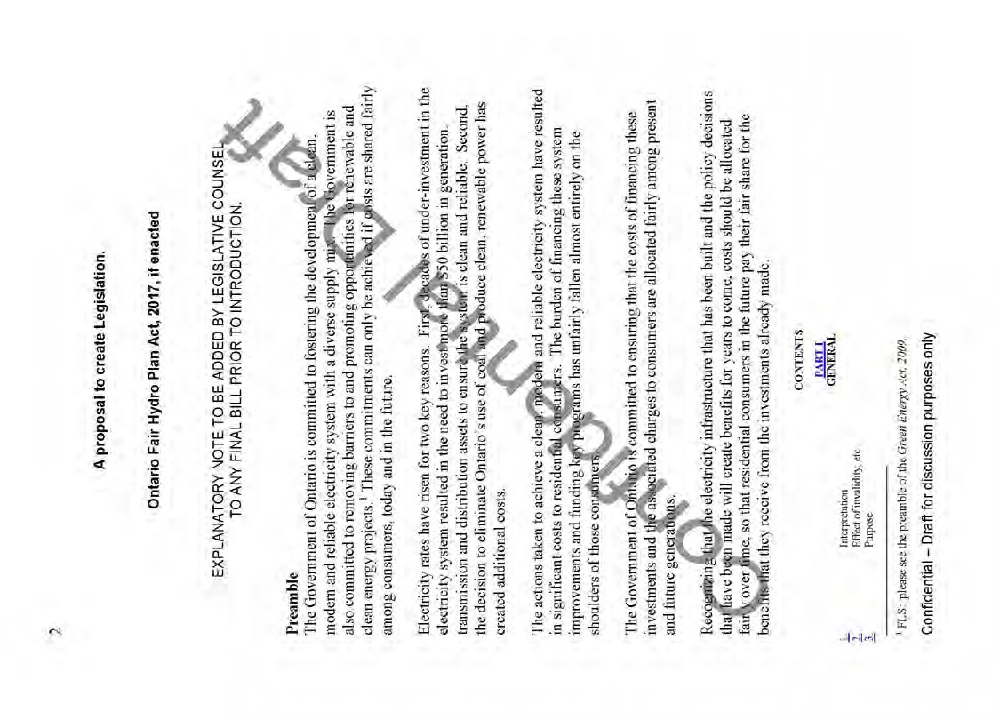 2
A proposal to create Legislation.
Ontario Fair Hydro Plan Act, 2017, if enacted
EXPLANATORY NOTE TO BE ADDED BY LEGISLATIVE COUNSEL
TO ANY FINAL BILL PRIOR TO INTRODUCTION.
Preamble
The Government of Ontario is committed to fostering the development of a clean,
modern and reliable electricity system with a diverse supply mix. The Government is
also committed to removing barriers to and promoting opportunities for renewable and
clean energy projects.¹ These commitments can only be achieved if costs are shared fairly
among consumers, today and in the future.
Electricity rates have risen for two key reasons. First, decades of under-investment in the
electricity system resulted in the need to invest more than $50 billion in generation,
transmission and distribution assets to ensure the system is clean and reliable. Second,
the decision to eliminate Ontario's use of coal and produce clean, renewable power has
created additional costs.
The actions taken to achieve a clean, modern and reliable electricity system have resulted
in significant costs to residential consumers. The burden of financing these system
improvements and funding key programs has unfairly fallen almost entirely on the
shoulders of those consumers.
The Government of Ontario is committed to ensuring that the costs of financing these
investments and the associated charges to consumers are allocated fairly among present
and future generations.
Recognizing that the electricity infrastructure that has been built and the policy decisions
that have been made will create benefits for years to come, costs should be allocated
fairly over time, so that residential consumers in the future pay their fair share for the
benefits that they receive from the investments already made.
CONTENTS
PART I
GENERAL
1. Interpretation
2. Effect of invalidity, etc.
3. Purpose
¹ FLS: please see the preamble of the Green Energy Act, 2009.
Confidential – Draft for discussion purposes only
Confidential Draft